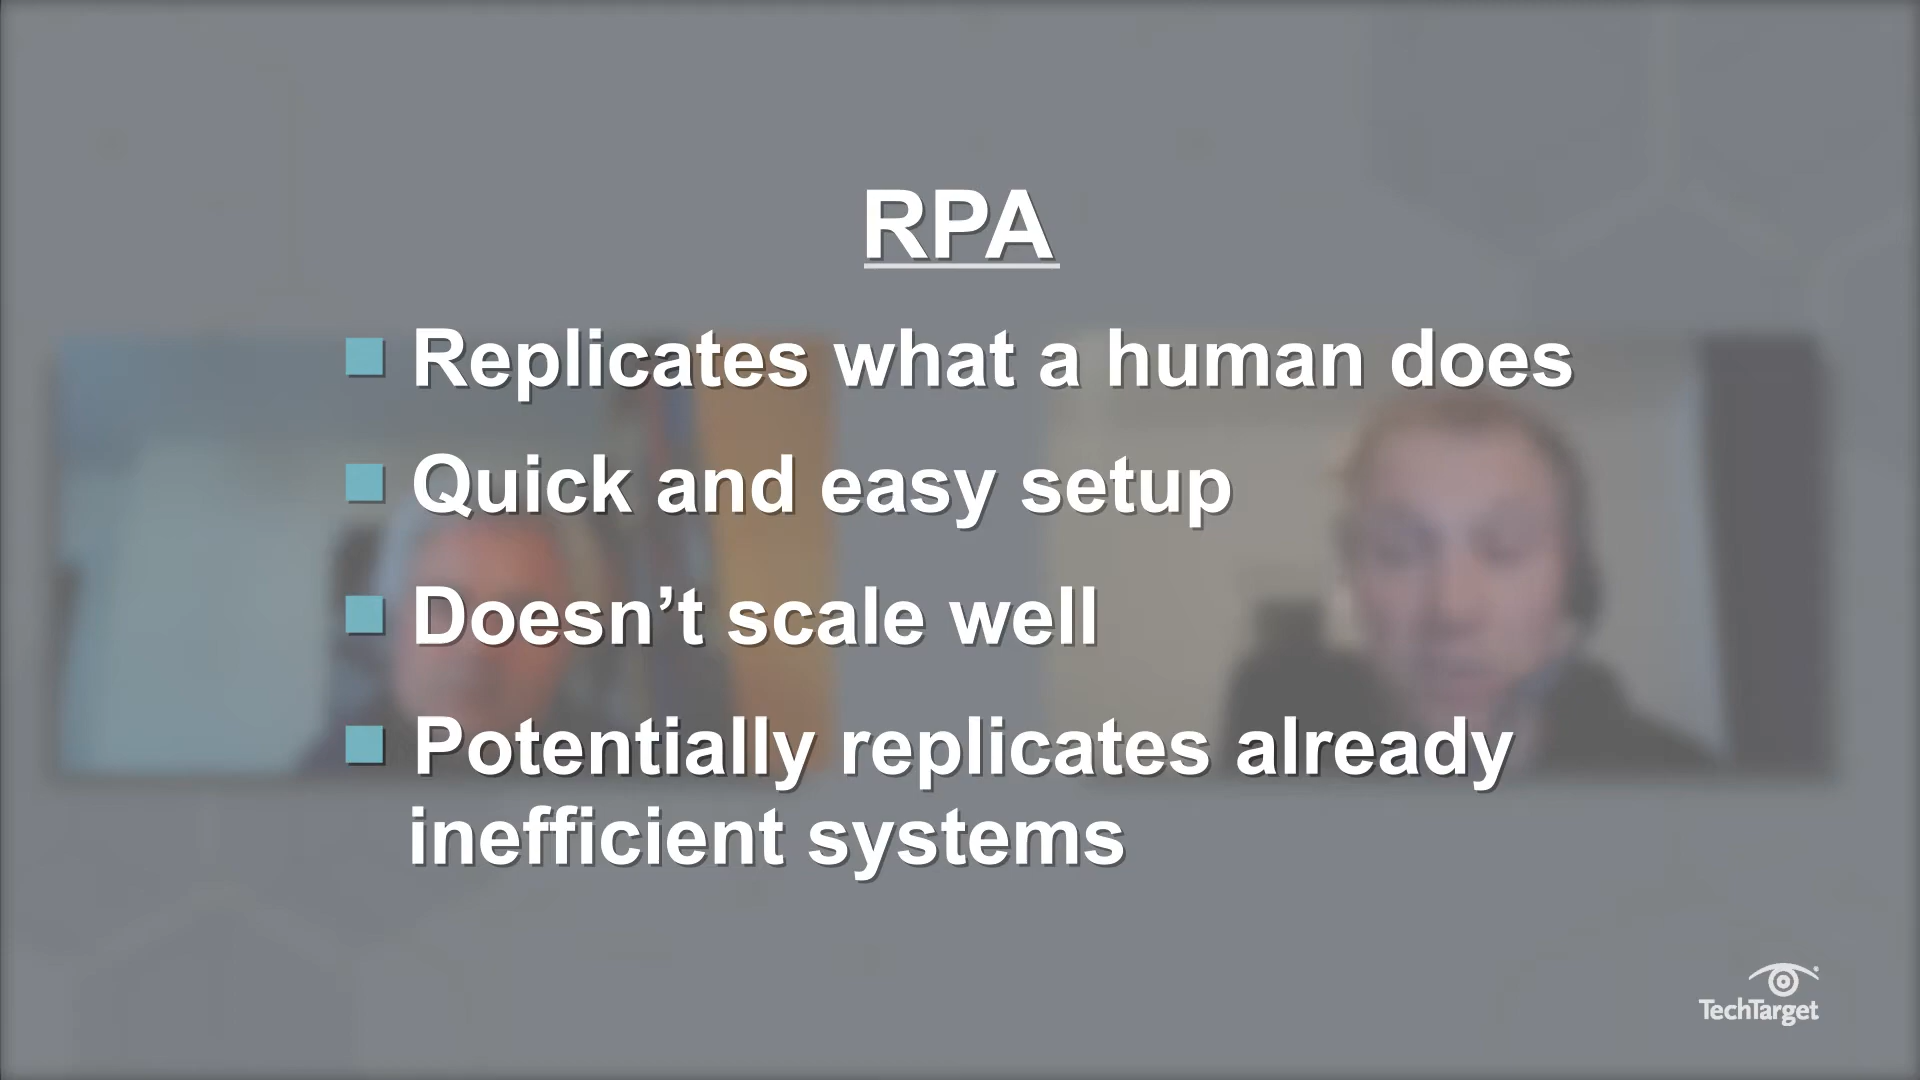 RPA
Replicates what a human does
Quick and easy setup
Doesn’t scale well
Potentially replicates already
inefficient systems
TechTarget